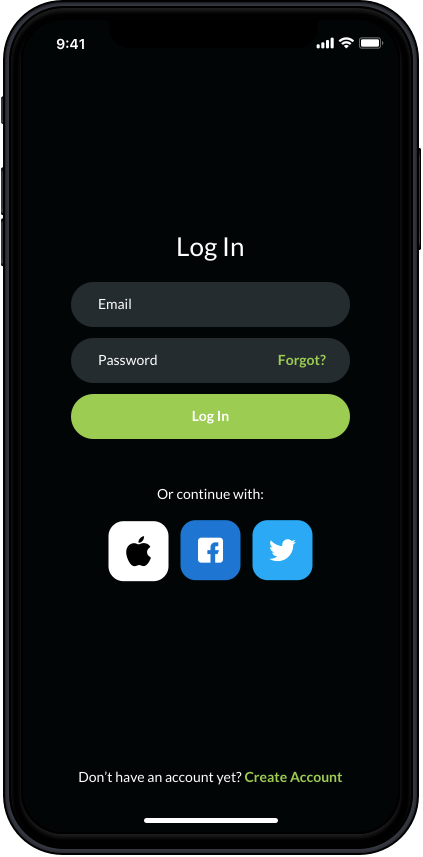 9:41
Log In
Email
Password Forgot?
Log In
Or continue with:
Don’t have an account yet? Create Account